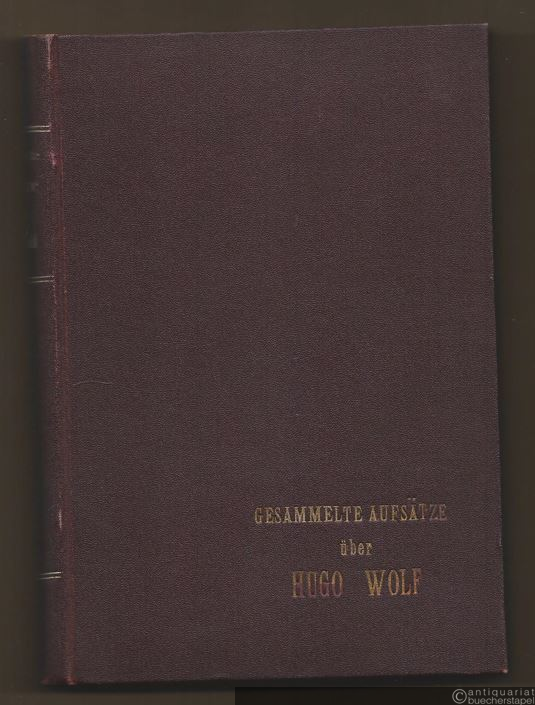 GESAMMELTE AUFSÄTZE
über
HUGO WOLF
©antiquariat
buecherstapel